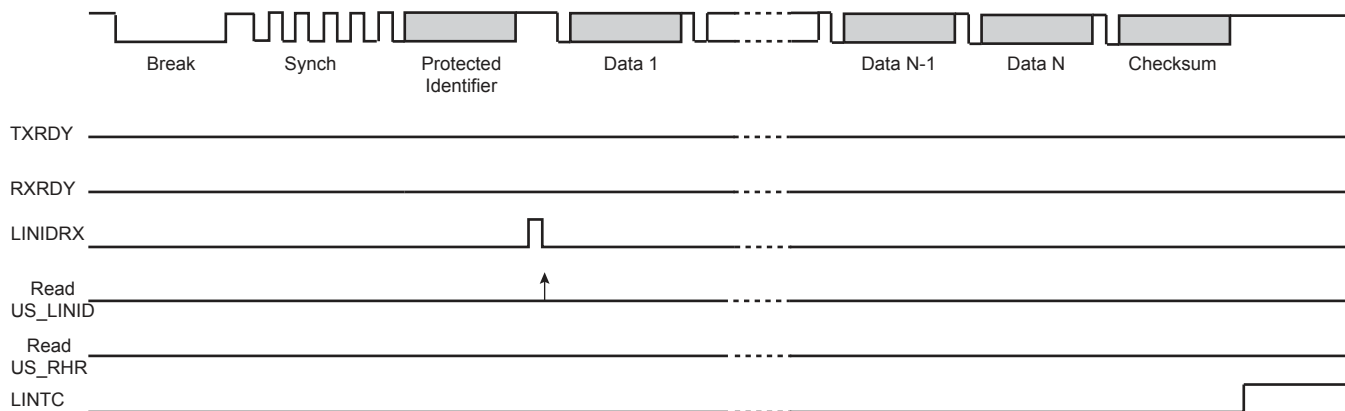 Break Synch Protected Data 1 Data N-1 Data N Checksum
Identifier
TXRDY
RXRDY
LINIDRX
Read
US_LINID
Read
US_RHR
LINTC